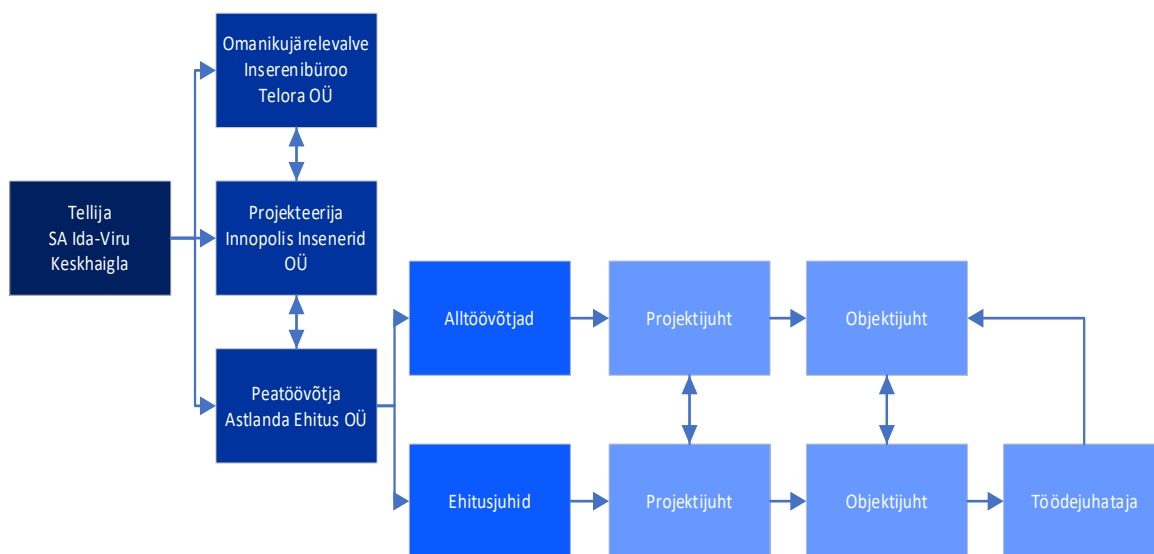 Omanikujärelevalve
Inserenibüroo
Telora OÜ
Tellija
SA Ida-Viru
Keskhaigla
Projekteerija
Innopolis Insenerid
OÜ
Peatöövõtja
Astlanda Ehitus OÜ
Alltöövõtjad
Projektijuht
Objektijuht
Ehitusjuhid
Projektijuht
Objektijuht
Töödejuhataja